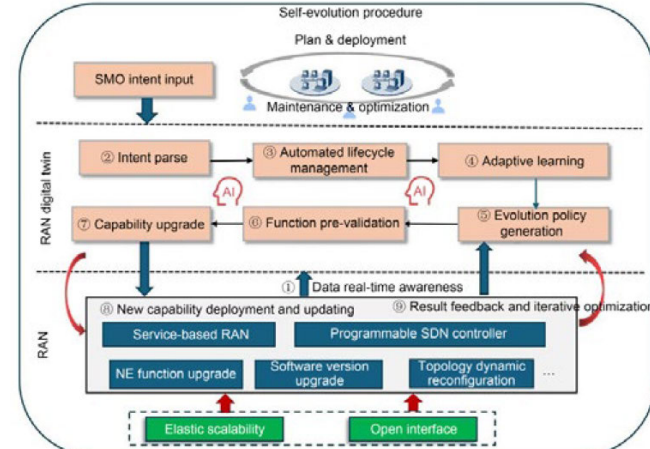 Self-evolution procedure
Plan & deployment
SMO intent input
Maintenance & optimization
RAN digital twin
② Intent parse
③ Automated lifecycle
management
④ Adaptive learning
AI
AI
⑦ Capability upgrade
⑥ Function pre-validation
⑤ Evolution policy
generation
① Data real-time awareness
RAN
⑧ New capability deployment and updating
⑨ Result feedback and iterative optimization
Service-based RAN
Programmable SDN controller
NE function upgrade
Software version
upgrade
Topology dynamic
reconfiguration
...
Elastic scalability
Open interface